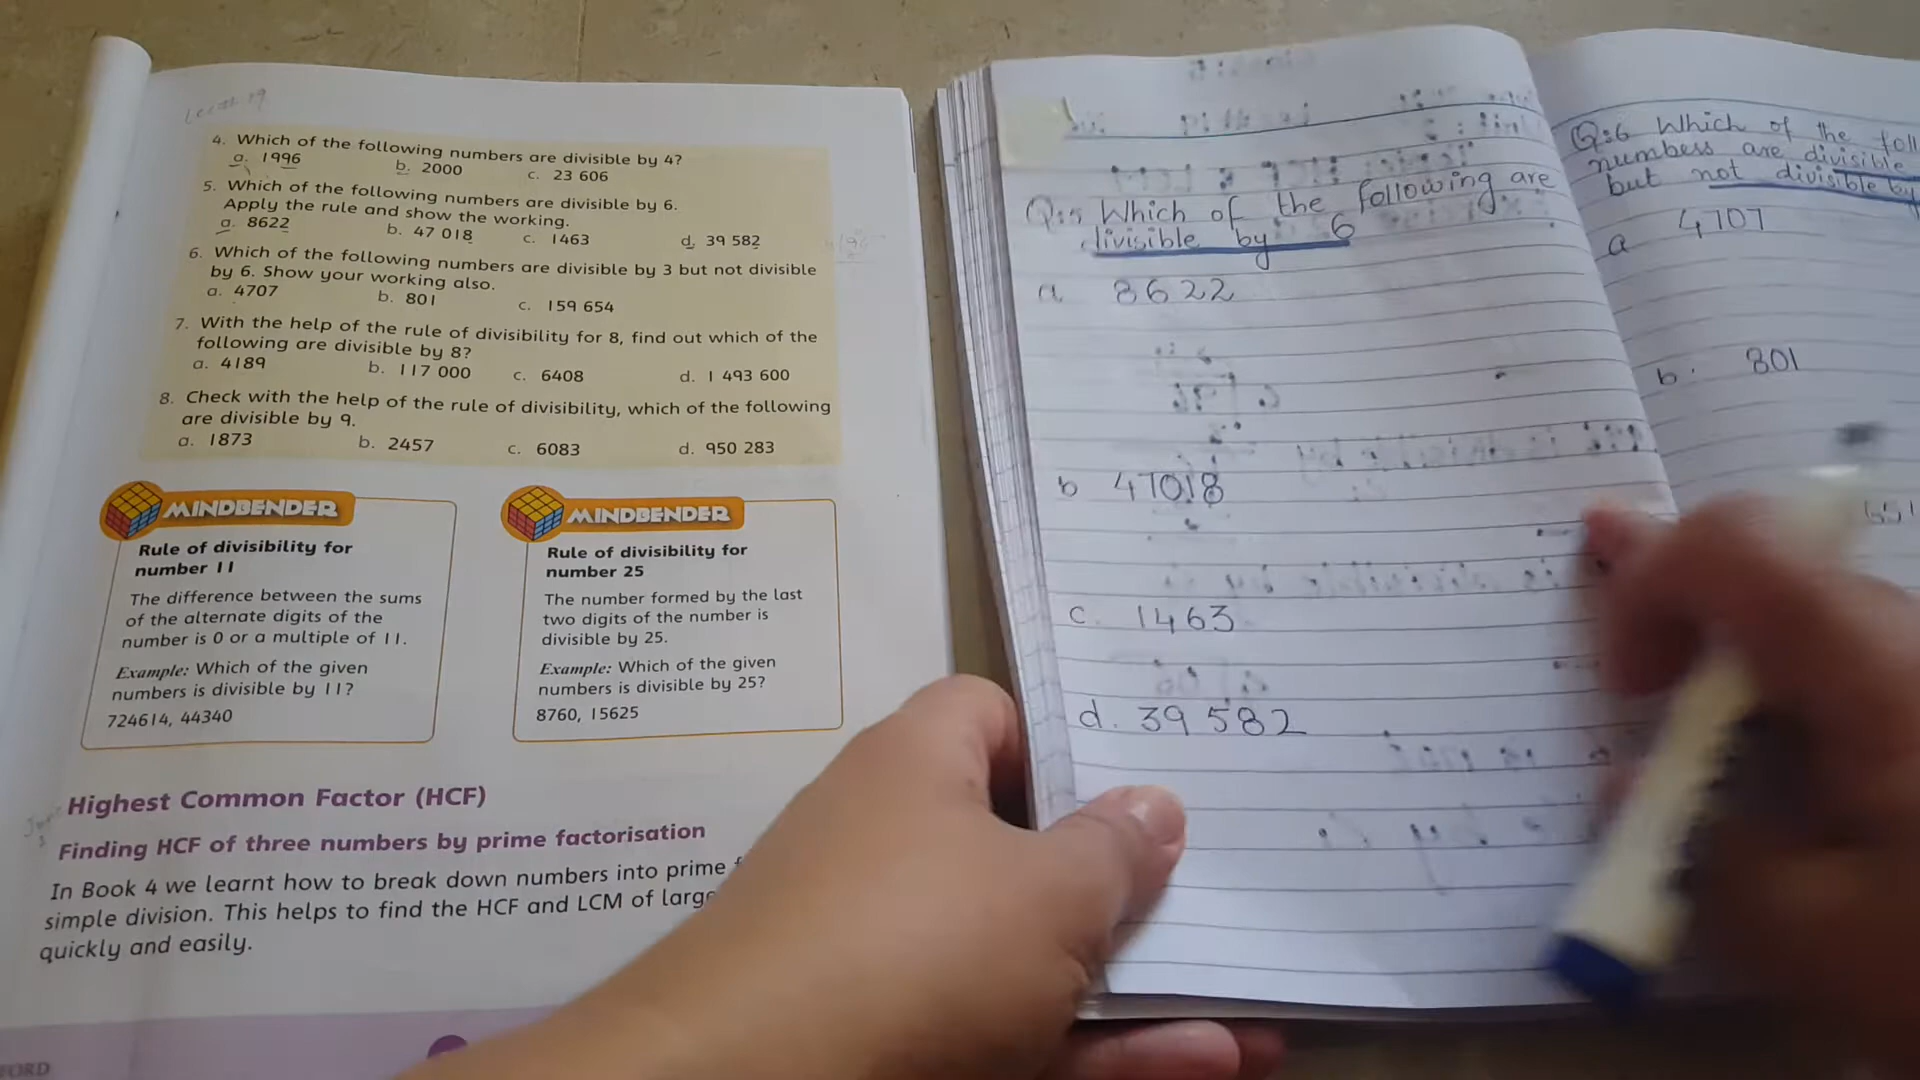 Lecture 19
4. Which of the following numbers are divisible by 4?
a. 1996 b. 2000 c. 23 606
5. Which of the following numbers are divisible by 6.
Apply the rule and show the working.
a. 8622 b. 47 018 c. 1463 d. 39 582
6. Which of the following numbers are divisible by 3 but not divisible
by 6. Show your working also.
a. 4707 b. 801 c. 159 654
7. With the help of the rule of divisibility for 8, find out which of the
following are divisible by 8?
a. 4189 b. 117 000 c. 6408 d. 1 493 600
8. Check with the help of the rule of divisibility, which of the following
are divisible by 9.
a. 1873 b. 2457 c. 6083 d. 950 283
MINDBENDER
Rule of divisibility for
number 11
The difference between the sums
of the alternate digits of the
number is 0 or a multiple of 11.
Example: Which of the given
numbers is divisible by 11?
724614, 44340
MINDBENDER
Rule of divisibility for
number 25
The number formed by the last
two digits of the number is
divisible by 25.
Example: Which of the given
numbers is divisible by 25?
8760, 15625
Highest Common Factor (HCF)
Finding HCF of three numbers by prime factorisation
In Book 4 we learnt how to break down numbers into prime
simple division. This helps to find the HCF and LCM of
quickly and easily.
FORD
Q:5 Which of the following are
divisible by 6
a 8622
b 47018
c. 1463
d. 39 582
Q:6 Which of the
numbers are divisible
but not divisible by
a 4707
b. 801